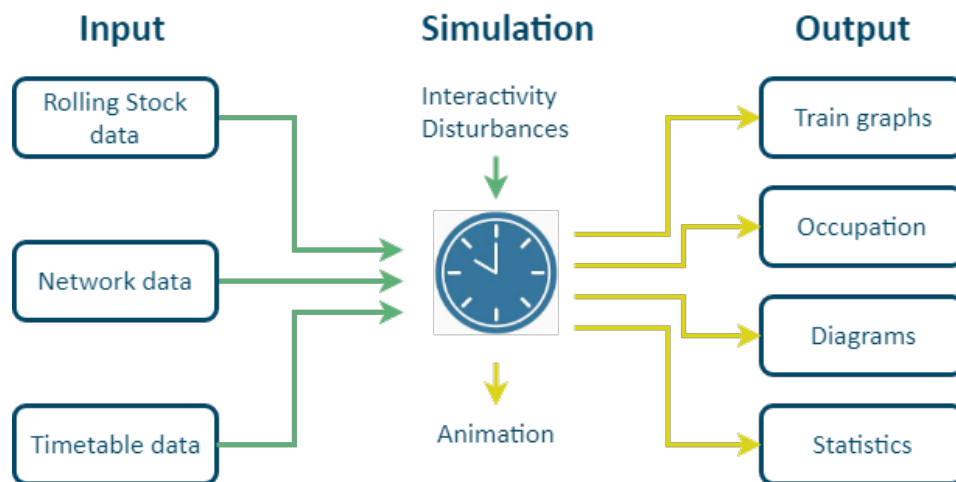 Input
Simulation
Output
Rolling Stock
data
Network data
Timetable data
Interactivity
Disturbances
Animation
Train graphs
Occupation
Diagrams
Statistics